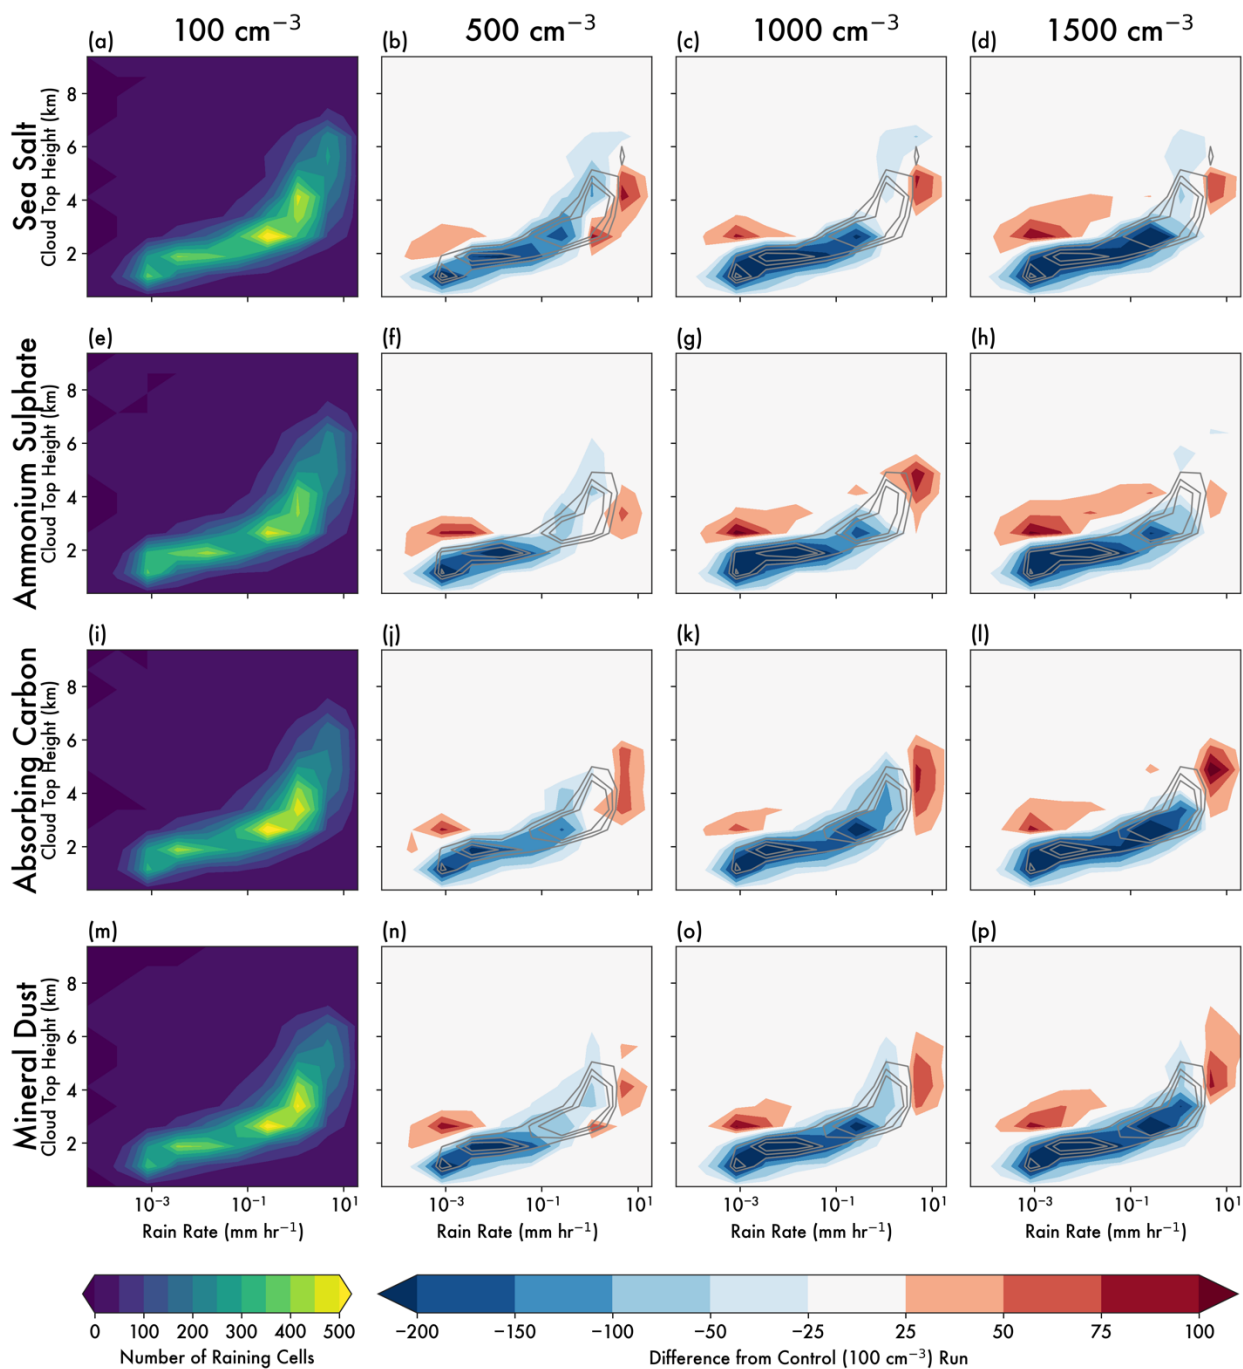 100 cm⁻³ 500 cm⁻³ 1000 cm⁻³ 1500 cm⁻³
(a) (b) (c) (d)
Sea Salt
Cloud Top Height (km)
8
6
4
2
(e) (f) (g) (h)
Ammonium Sulphate
Cloud Top Height (km)
8
6
4
2
(i) (j) (k) (l)
Absorbing Carbon
Cloud Top Height (km)
8
6
4
2
(m) (n) (o) (p)
Mineral Dust
Cloud Top Height (km)
8
6
4
2
10⁻³ 10⁻¹ 10¹ 10⁻³ 10⁻¹ 10¹ 10⁻³ 10⁻¹ 10¹ 10⁻³ 10⁻¹ 10¹
Rain Rate (mm hr⁻¹) Rain Rate (mm hr⁻¹) Rain Rate (mm hr⁻¹) Rain Rate (mm hr⁻¹)
0 100 200 300 400 500 −200 −150 −100 −50 −25 25 50 75 100
Number of Raining Cells Difference from Control (100 cm⁻³) Run